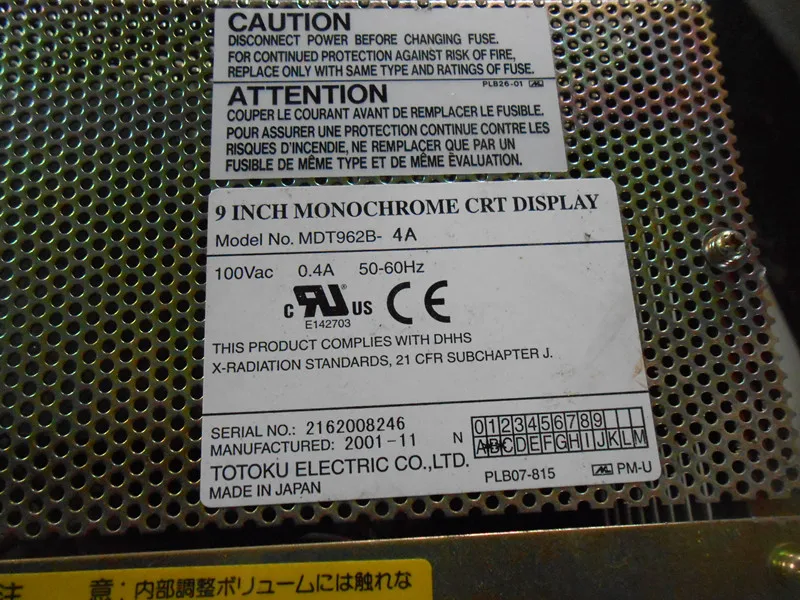 CAUTION
DISCONNECT POWER BEFORE CHANGING FUSE.
FOR CONTINUED PROTECTION AGAINST RISK OF FIRE,
REPLACE ONLY WITH SAME TYPE AND RATINGS OF FUSE.
PLB26-01
ATTENTION
COUPER LE COURANT AVANT DE REMPLACER LE FUSIBLE.
POUR ASSURER UNE PROTECTION CONTINUE CONTRE LES
RISQUES D'INCENDIE, NE REMPLACER QUE PAR UN
FUSIBLE DE MÊME TYPE ET DE MÊME ÈVALUATION.
9 INCH MONOCHROME CRT DISPLAY
Model No. MDT962B- 4A
100Vac 0.4A 50-60Hz
c RU US CE
E142703
THIS PRODUCT COMPLIES WITH DHHS
X-RADIATION STANDARDS, 21 CFR SUBCHAPTER J.
SERIAL NO.: 2162008246
MANUFACTURED: 2001-11
N
0123456789
ABCDEFGHIJKLM
TOTOKU ELECTRIC CO.,LTD.
MADE IN JAPAN
PLB07-815
PM-U
注 意:内部調整ボリュームには触れな